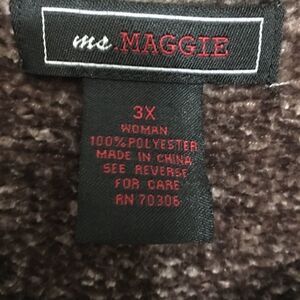 ms.MAGGIE
3X
WOMAN
100%POLYESTER
MADE IN CHINA
SEE REVERSE
FOR CARE
RN 70306